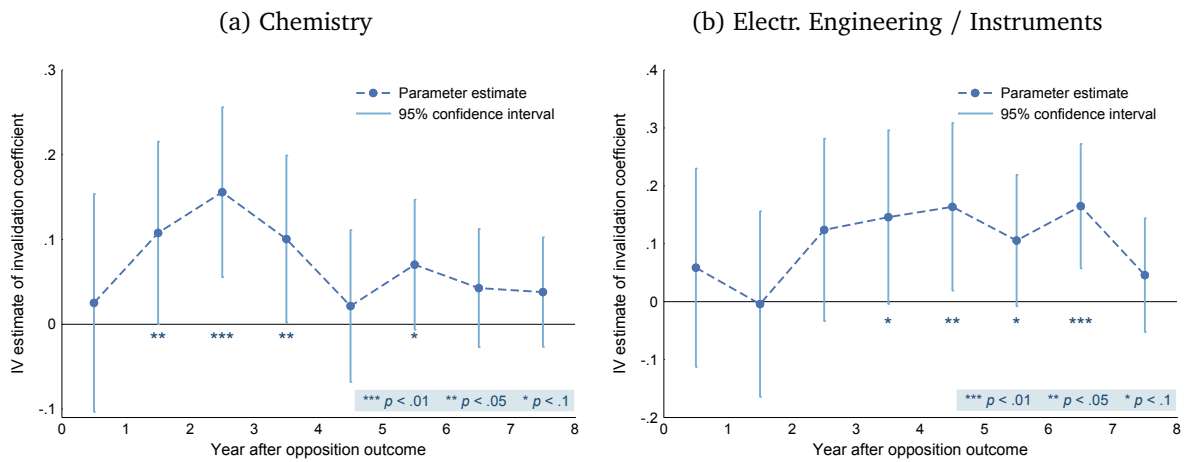 (a) Chemistry
.3
.2
.1
0
-.1
IV estimate of invalidation coefficient
Parameter estimate
95% confidence interval
** *** ** *
*** p < .01 ** p < .05 * p < .1
0 1 2 3 4 5 6 7 8
Year after opposition outcome
(b) Electr. Engineering / Instruments
.4
.3
.2
.1
0
-.1
-.2
IV estimate of invalidation coefficient
Parameter estimate
95% confidence interval
* ** * ***
*** p < .01 ** p < .05 * p < .1
0 1 2 3 4 5 6 7 8
Year after opposition outcome